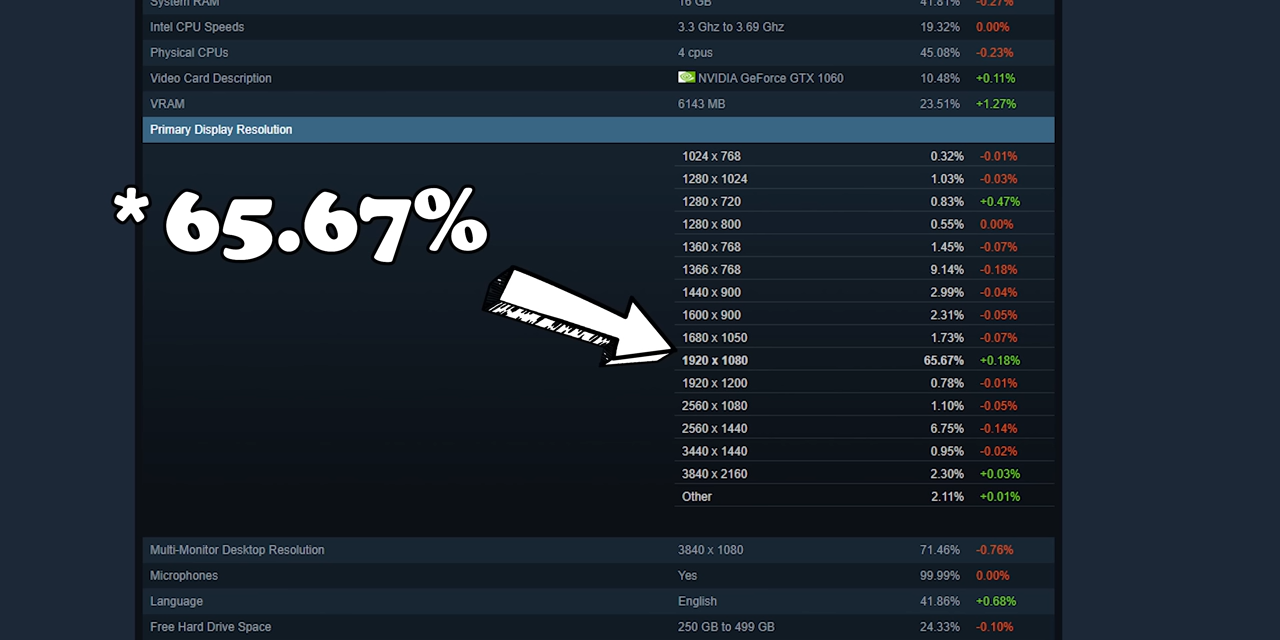 System RAM 16 GB 41.81% -0.27%
Intel CPU Speeds 3.3 Ghz to 3.69 Ghz 19.32% 0.00%
Physical CPUs 4 cpus 45.08% -0.23%
Video Card Description NVIDIA GeForce GTX 1060 10.48% +0.11%
VRAM 6143 MB 23.51% +1.27%
Primary Display Resolution
1024 x 768 0.32% -0.01%
1280 x 1024 1.03% -0.03%
* 65.67%
1280 x 720 0.83% +0.47%
1280 x 800 0.55% 0.00%
1360 x 768 1.45% -0.07%
1366 x 768 9.14% -0.18%
1440 x 900 2.99% -0.04%
1600 x 900 2.31% -0.05%
1680 x 1050 1.73% -0.07%
1920 x 1080 65.67% +0.18%
1920 x 1200 0.78% -0.01%
2560 x 1080 1.10% -0.05%
2560 x 1440 6.75% -0.14%
3440 x 1440 0.95% -0.02%
3840 x 2160 2.30% +0.03%
Other 2.11% +0.01%
Multi-Monitor Desktop Resolution 3840 x 1080 71.46% -0.76%
Microphones Yes 99.99% 0.00%
Language English 41.86% +0.68%
Free Hard Drive Space 250 GB to 499 GB 24.33% -0.10%